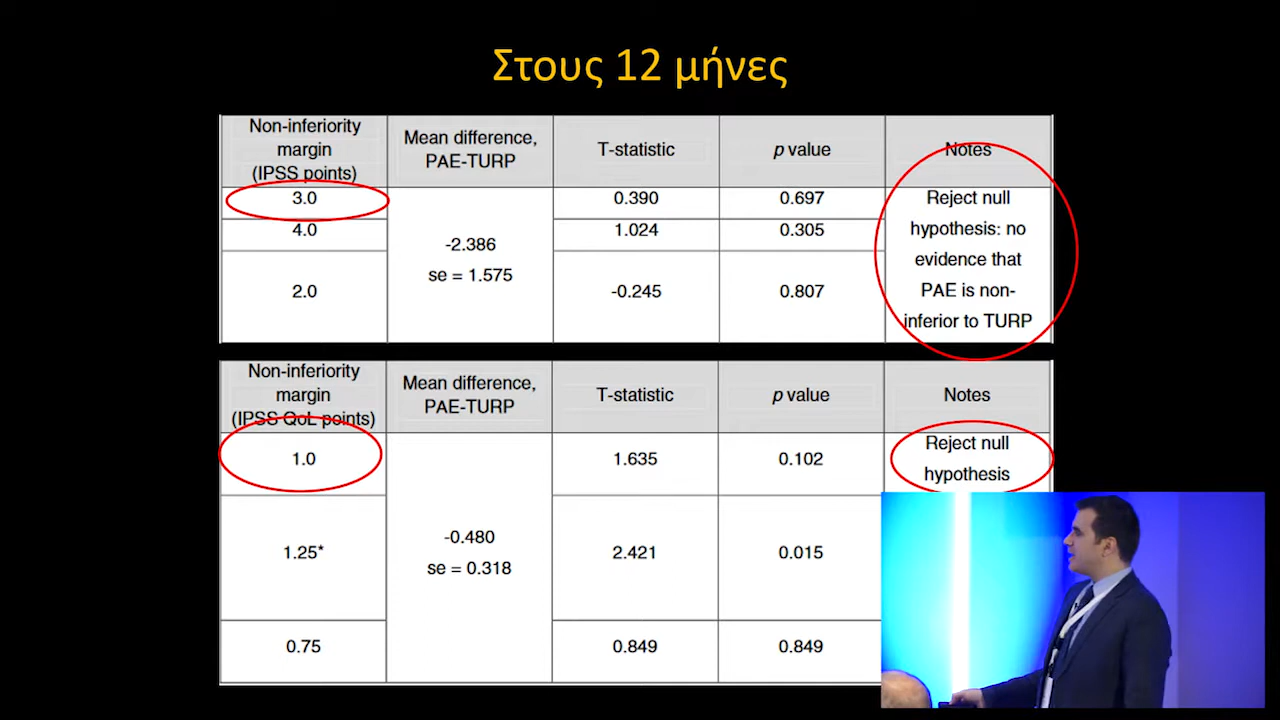 Στους 12 μήνες
Non-inferiority
margin
(IPSS points)
Mean difference,
PAE-TURP
T-statistic
p value
Notes
3.0
-2.386
se = 1.575
0.390
0.697
Reject null
hypothesis: no
evidence that
PAE is non-
inferior to TURP
4.0
1.024
0.305
2.0
-0.245
0.807
Non-inferiority
margin
(IPSS QoL points)
Mean difference,
PAE-TURP
T-statistic
p value
Notes
1.0
-0.480
se = 0.318
1.635
0.102
Reject null
hypothesis
1.25*
2.421
0.015
0.75
0.849
0.849